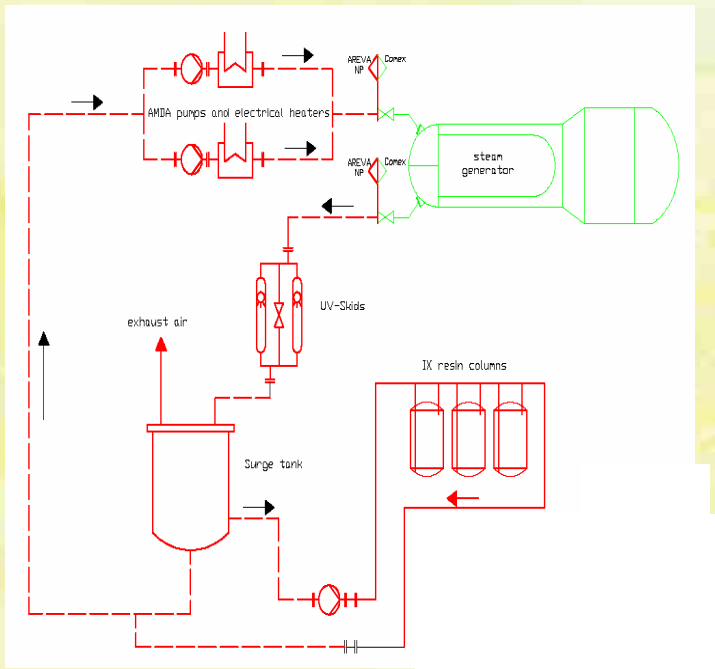 AREVA Comex
NP
AMDA pumps and electrical heaters
AREVA Comex
NP
steam
generator
UV-Skids
exhaust air
IX resin columns
Surge tank